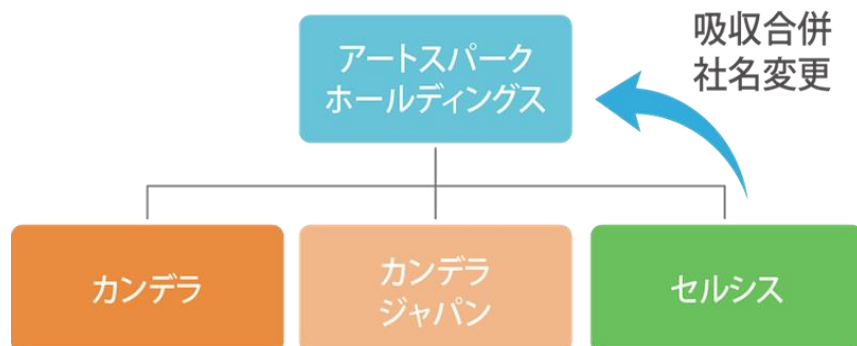 アートスパーク
ホールディングス
吸収合併
社名変更
カンデラ
カンデラ
ジャパン
セルシス